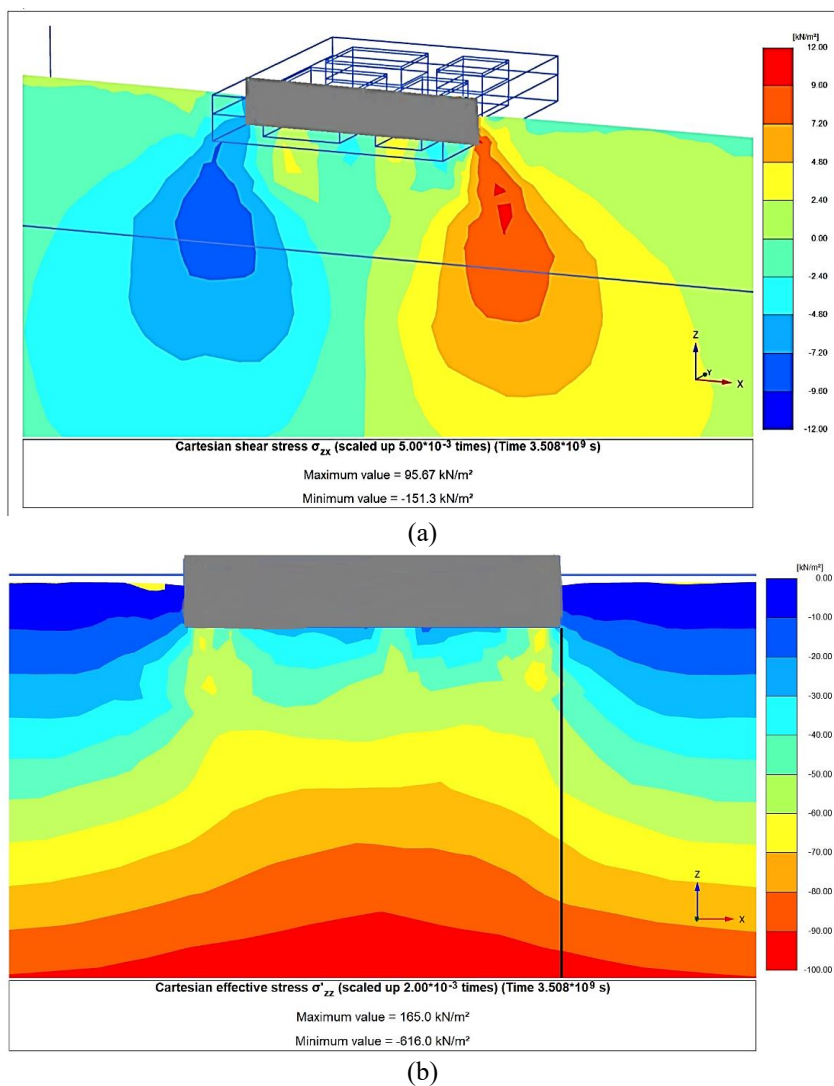 [kN/m²]
12.00
9.60
7.20
4.80
0.00
-4.80
-7.20
-9.60
-12.00
Z
Y
X
Cartesian shear stress σzx (scaled up 5.00*10-3 times) (Time 3.508*109 s)
Maximum value = 95.67 kN/m²
Minimum value = -151.3 kN/m²
(a)
[kN/m²]
0.00
-10.00
-20.00
-30.00
-40.00
-50.00
-60.00
-70.00
-80.00
-90.00
-100.00
Z
X
Cartesian effective stress σ'zz (scaled up 2.00*10-3 times) (Time 3.508*109 s)
Maximum value = 165.0 kN/m²
Minimum value = -616.0 kN/m²
(b)